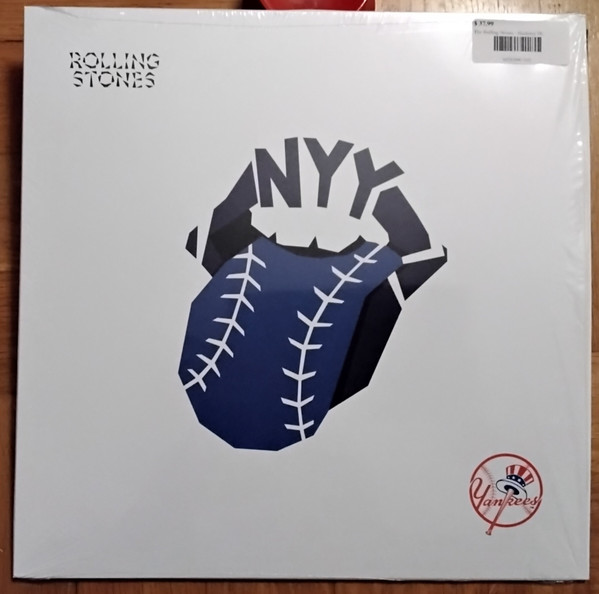 ROLLING
STONES
NYY
Yankees